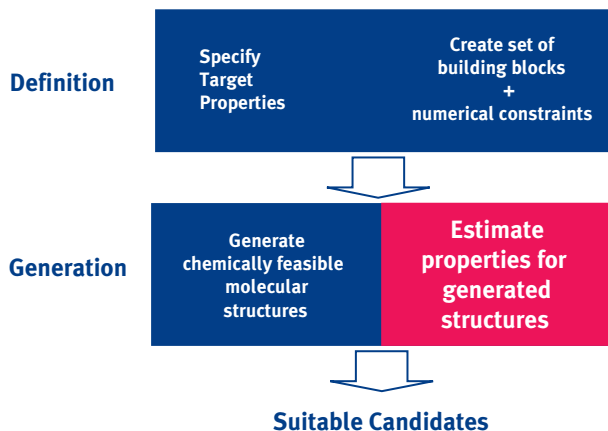 Definition
Specify
Target
Properties
Create set of
building blocks
+
numerical constraints
Generation
Generate
chemically feasible
molecular
structures
Estimate
properties for
generated
structures
Suitable Candidates